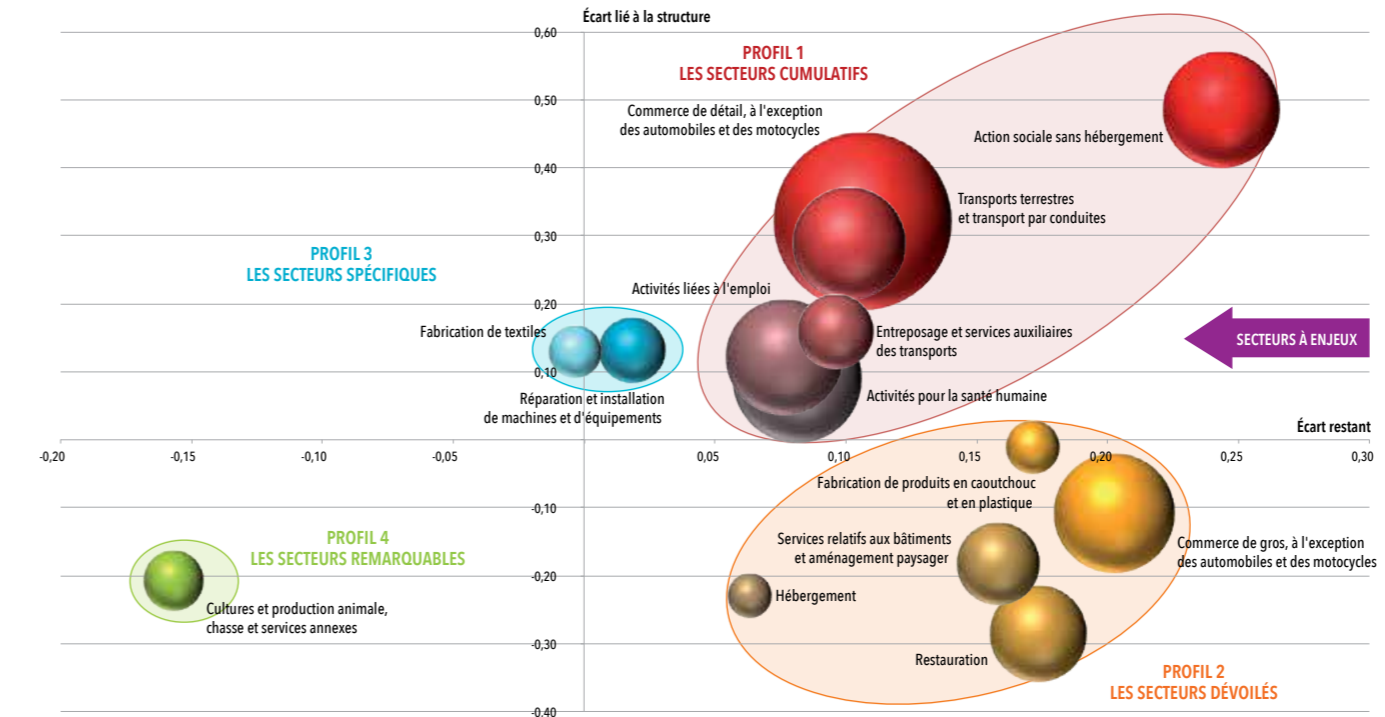 Écart lié à la structure
0,60
PROFIL 1
LES SECTEURS CUMULATIFS
0,50
Commerce de détail, à l'exception
des automobiles et des motocycles
Action sociale sans hébergement
0,40
Transports terrestres
et transport par conduites
0,30
PROFIL 3
LES SECTEURS SPÉCIFIQUES
Activités liées à l'emploi
0,20
Fabrication de textiles
Entreposage et services auxiliaires
des transports
SECTEURS À ENJEUX
0,10
Réparation et installation
de machines et d'équipements
Activités pour la santé humaine
Écart restant
-0,20
-0,15
-0,10
-0,05
0,05
0,10
0,15
0,20
0,25
0,30
Fabrication de produits en caoutchouc
et en plastique
-0,10
PROFIL 4
LES SECTEURS REMARQUABLES
Services relatifs aux bâtiments
et aménagement paysager
Commerce de gros, à l'exception
des automobiles et des motocycles
-0,20
Hébergement
Cultures et production animale,
chasse et services annexes
-0,30
Restauration
PROFIL 2
LES SECTEURS DÉVOILÉS
-0.40